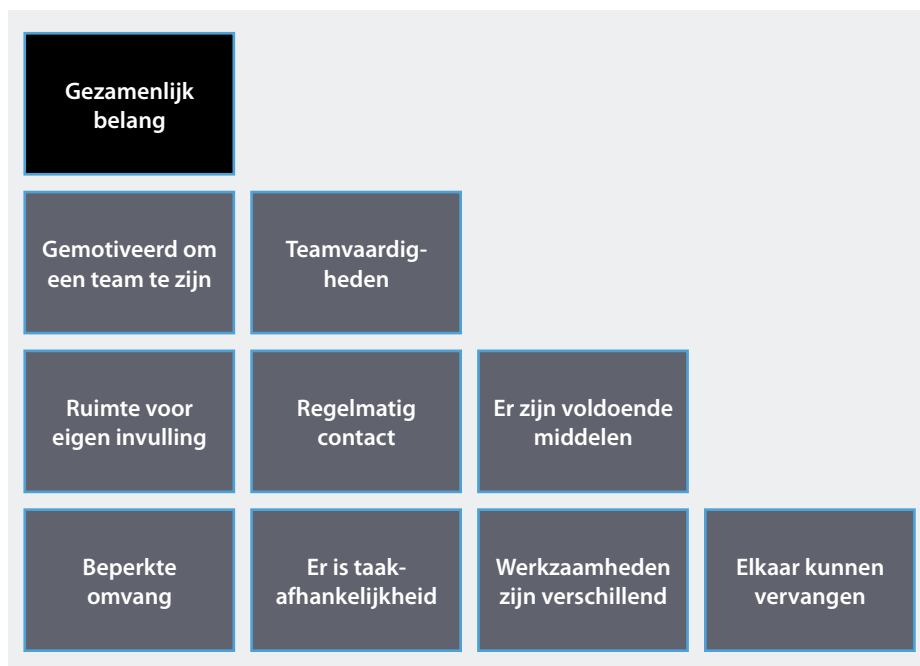 Gezamenlijk
belang
Gemotiveerd om
een team te zijn
Teamvaardig-
heden
Ruimte voor
eigen invulling
Regelmatig
contact
Er zijn voldoende
middelen
Beperkte
omvang
Er is taak-
afhankelijkheid
Werkzaamheden
zijn verschillend
Elkaar kunnen
vervangen